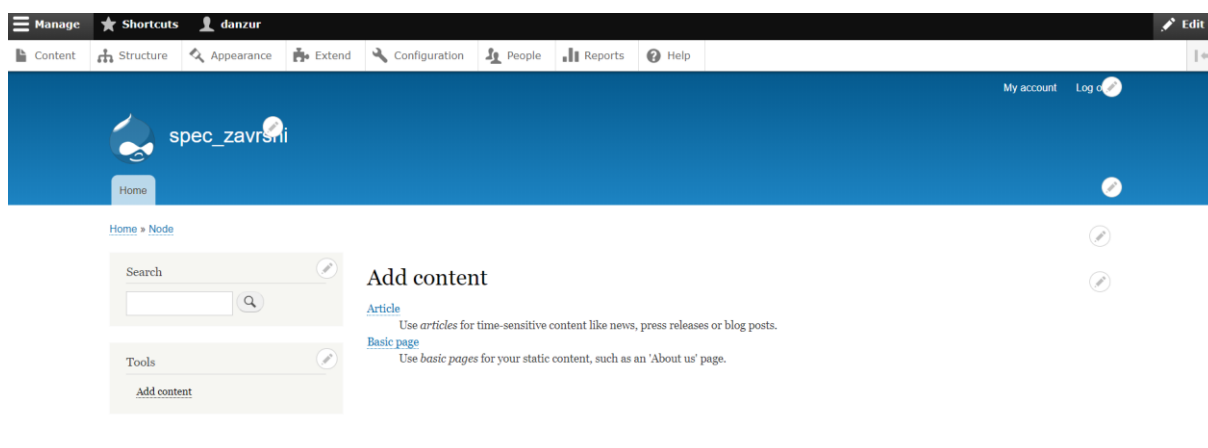 Manage Shortcuts danzur Edit
Content Structure Appearance Extend Configuration People Reports Help
My account Log o
spec_završni
Home
Home » Node
Search
Add content
Article
Use articles for time-sensitive content like news, press releases or blog posts.
Basic page
Use basic pages for your static content, such as an 'About us' page.
Tools
Add content